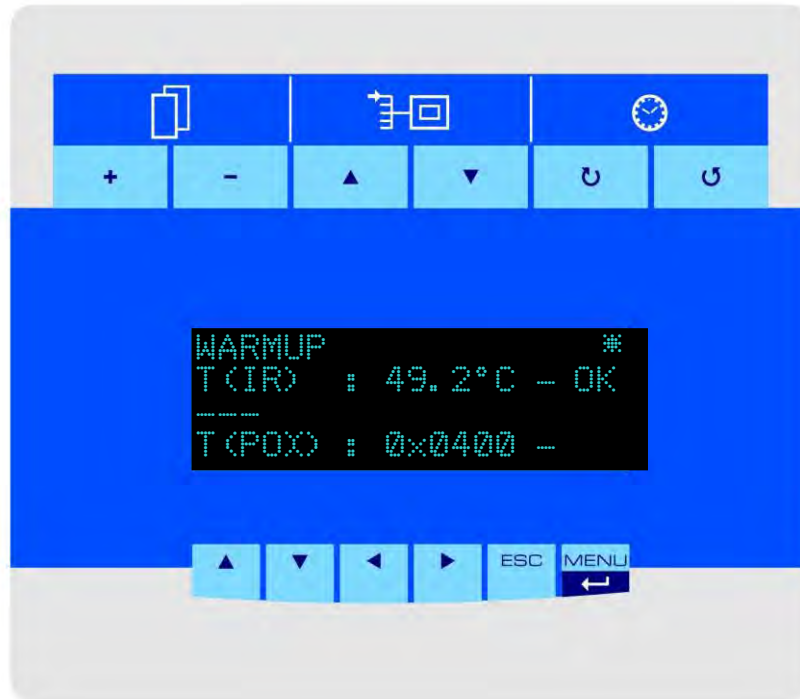 + - ▲ ▼ ↻ ↺
WARMUP ※
T(IR) : 49.2°C - OK
---
T(POX) : 0x0400 -
▲ ▼ ◀ ▶ ESC MENU